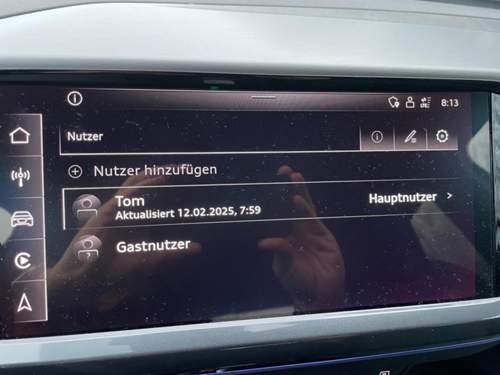 8:13
Nutzer
Nutzer hinzufügen
Tom
Hauptnutzer
Aktualisiert 12.02.2025, 7:59
Gastnutzer